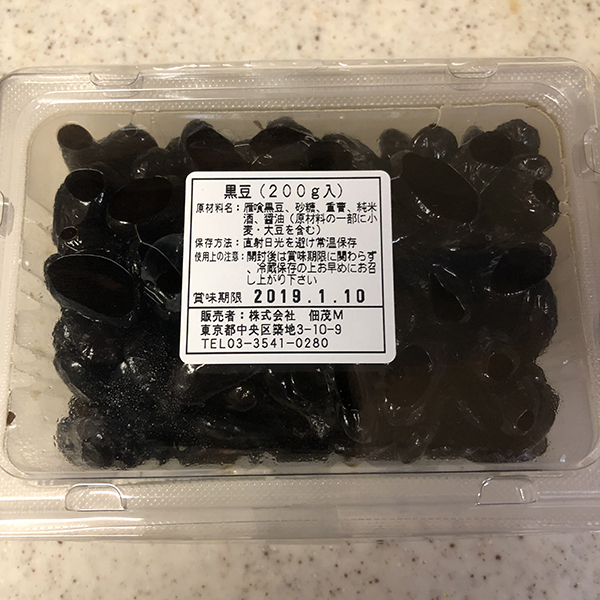 黒豆(200g入)
原材料名:雁喰黒豆、砂糖、重曹、純米
酒、醤油(原材料の一部に小
麦・大豆を含む)
保存方法:直射日光を避け常温保存
使用上の注意:開封後は賞味期限に関わらず
、冷蔵保存の上お早めにお召
し上がり下さい
賞味期限 2019.1.10
販売者:株式会社 佃茂M
東京都中央区築地3-10-9
TEL03-3541-0280